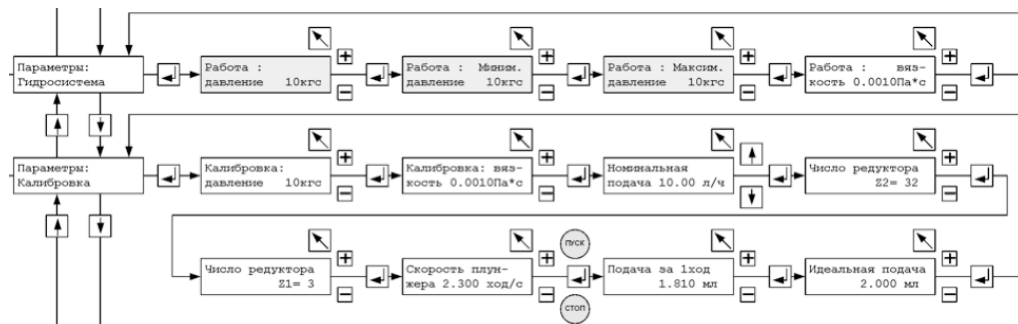 Параметры:
Гидросистема
Работа :
давление 10кгс
Работа : Миним.
давление 10кгс
Работа : Максим.
давление 10кгс
Работа : вяз-
кость 0.0010Па*с
Параметры:
Калибровка
Калибровка:
давление 10кгс
Калибровка: вяз-
кость 0.0010Па*с
Номинальная
подача 10.00 л/ч
Число редуктора
Z2= 32
Число редуктора
Z1= 3
Скорость плун-
жера 2.300 ход/с
ПУСК
СТОП
Подача за 1ход
1.810 мл
Идеальная подача
2.000 мл